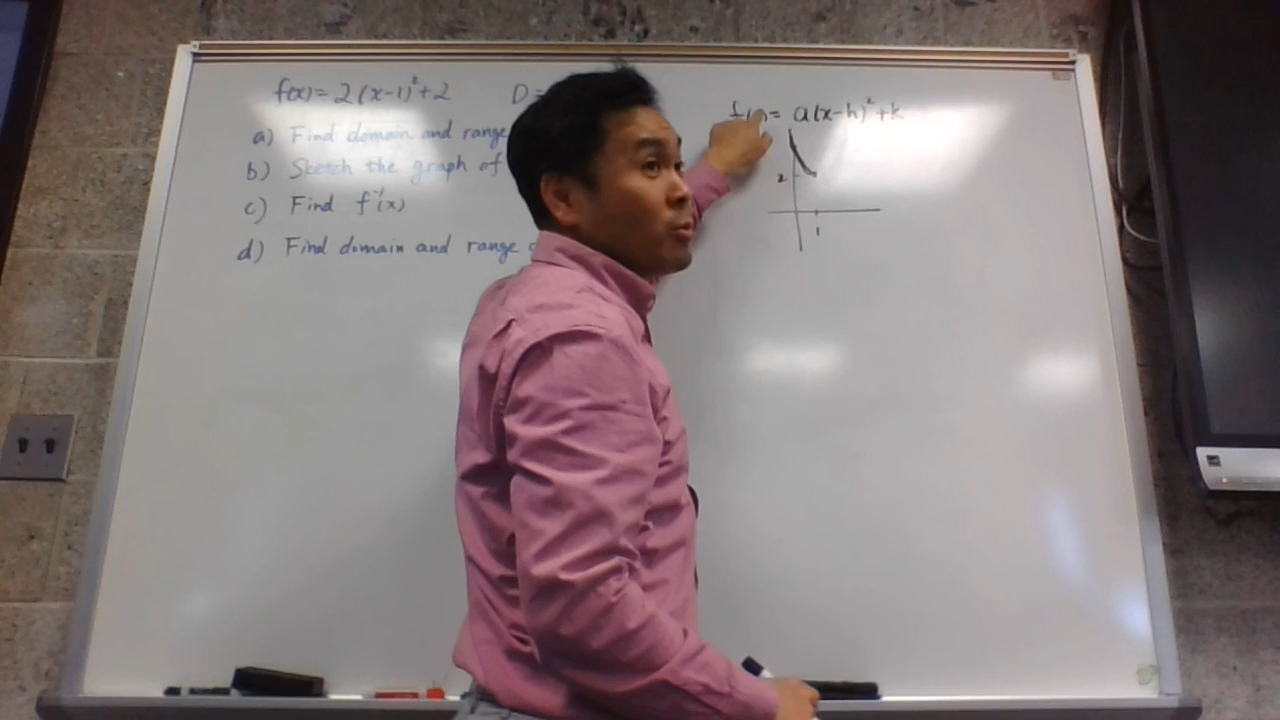 f(x) = 2(x-1)²+2 D =
a) Find domain and range
b) Sketch the graph of
c) Find f⁻¹(x)
d) Find domain and range
= a(x-h)²+k
2
1